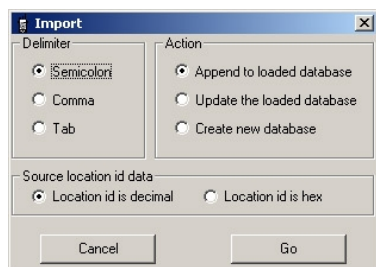 Import
Delimiter
Semicolon
Comma
Tab
Action
Append to loaded database
Update the loaded database
Create new database
Source location id data
Location id is decimal
Location id is hex
Cancel
Go